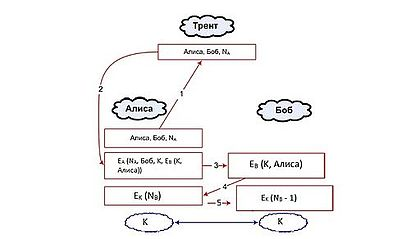 Трент
Алиса, Боб, NA
2
1
Алиса
Боб
Алиса, Боб, NA
EA (NA, Боб, K, EB (K,
Алиса))
3
EB (K, Алиса)
4
EK (NB)
5
EK (NB - 1)
K
K